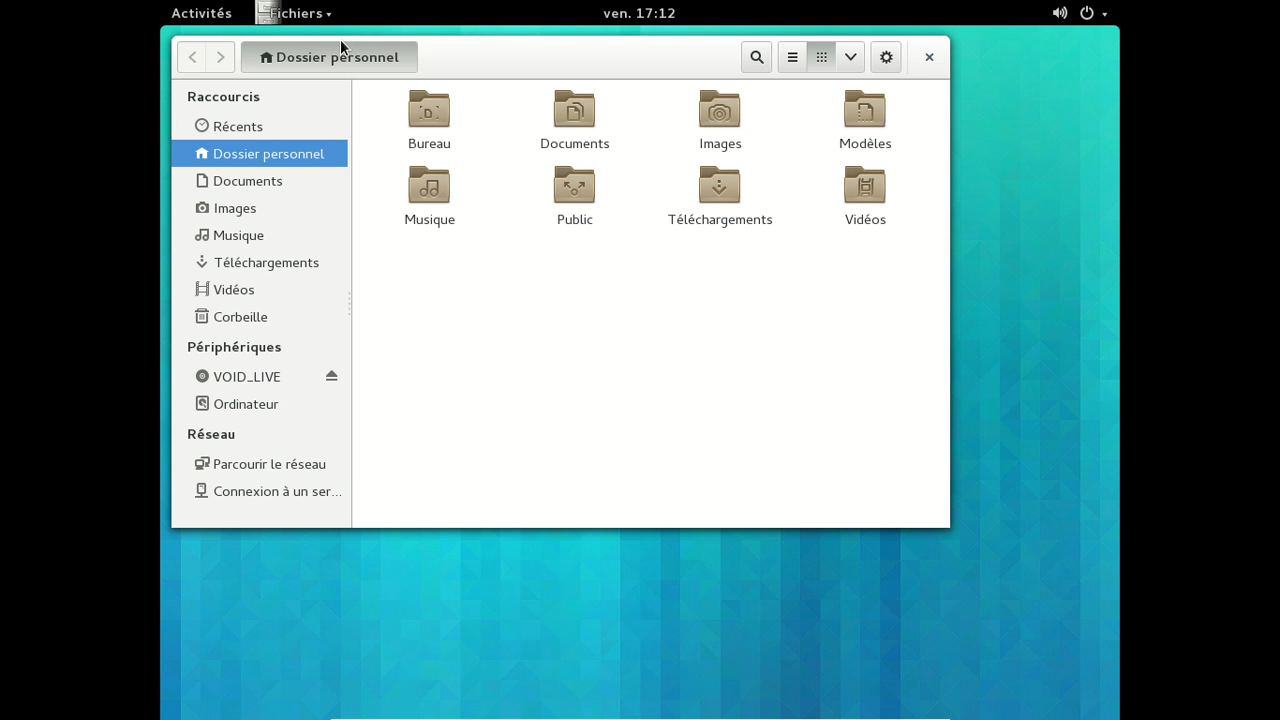 Activités Fichiers ven. 17:12
Dossier personnel
Raccourcis
Récents
Dossier personnel
Documents
Images
Musique
Téléchargements
Vidéos
Corbeille
Périphériques
VOID_LIVE
Ordinateur
Réseau
Parcourir le réseau
Connexion à un ser...
Bureau Documents Images Modèles
Musique Public Téléchargements Vidéos